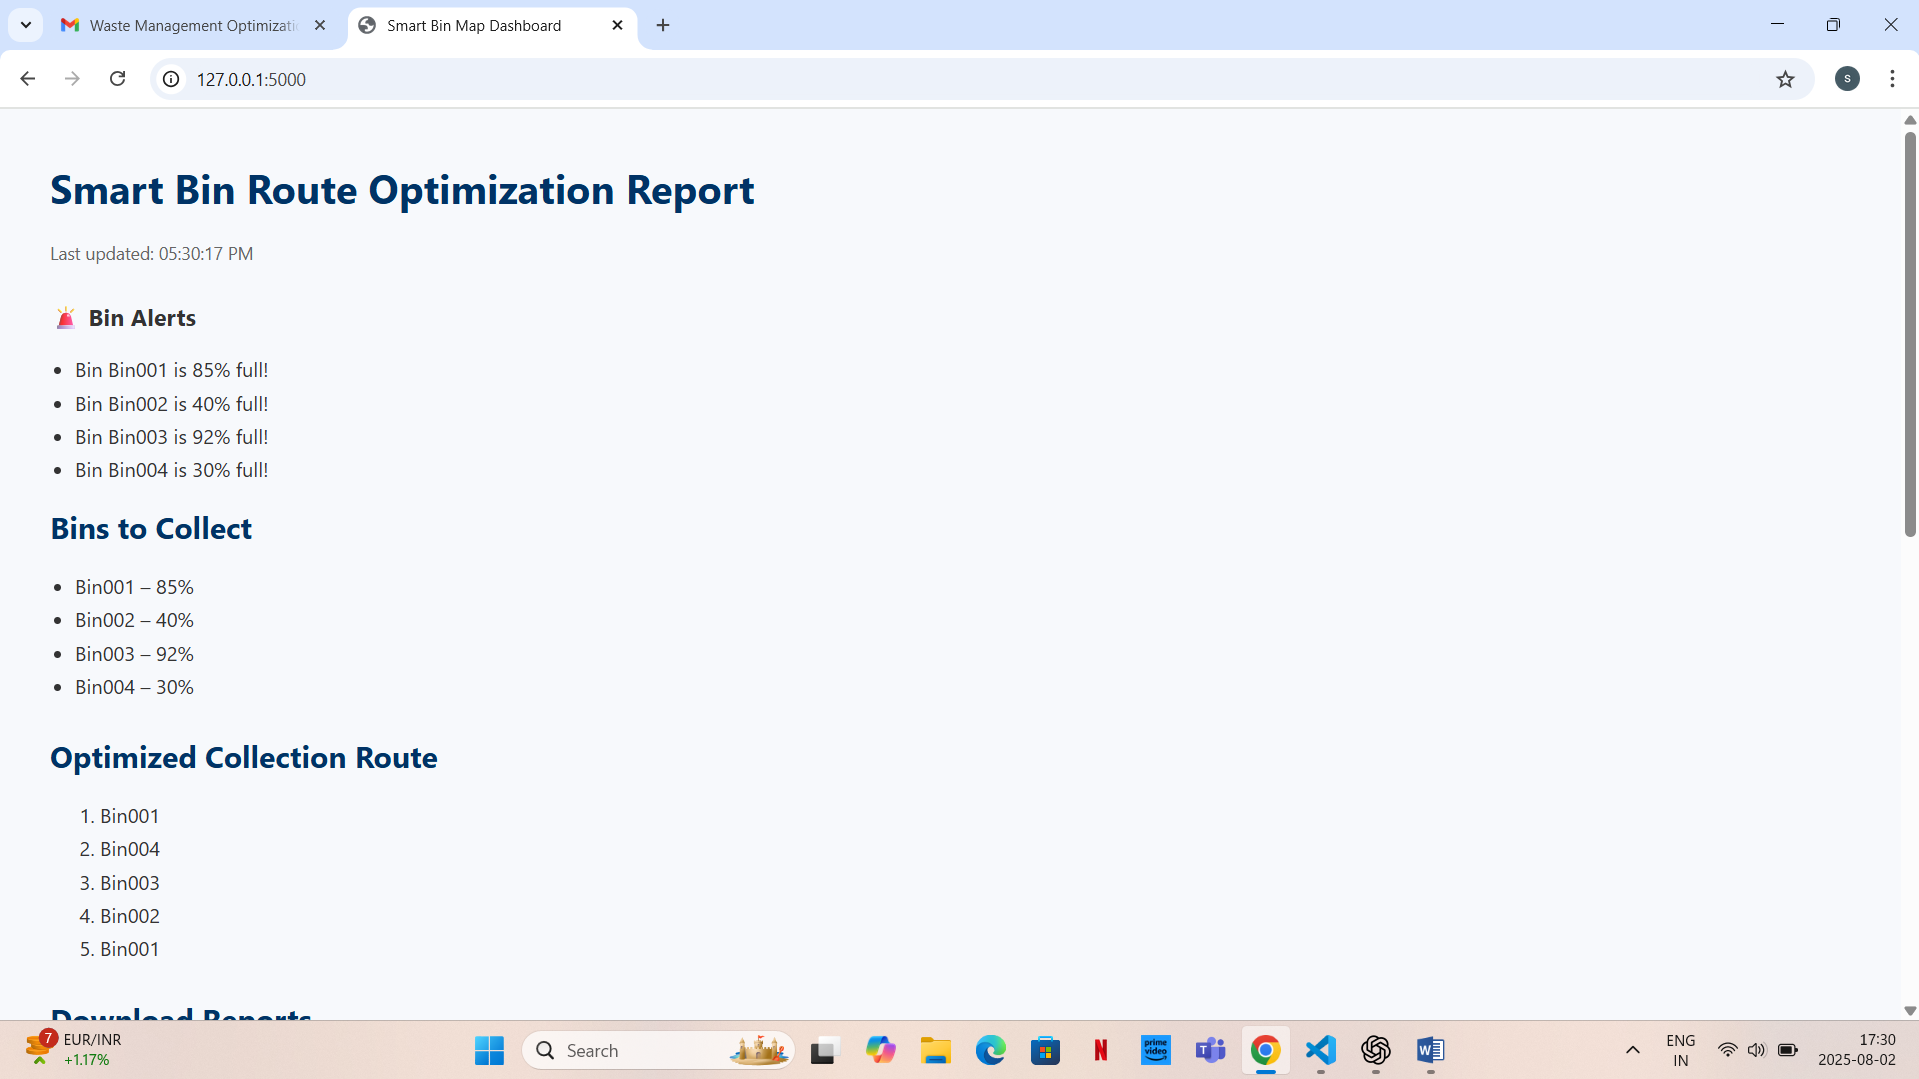 Waste Management Optimizati
Smart Bin Map Dashboard
127.0.0.1:5000
S
Smart Bin Route Optimization Report
Last updated: 05:30:17 PM
Bin Alerts
Bin Bin001 is 85% full!
Bin Bin002 is 40% full!
Bin Bin003 is 92% full!
Bin Bin004 is 30% full!
Bins to Collect
Bin001 – 85%
Bin002 – 40%
Bin003 – 92%
Bin004 – 30%
Optimized Collection Route
1. Bin001
2. Bin004
3. Bin003
4. Bin002
5. Bin001
Download Reports
7
EUR/INR
+1.17%
Search
N
prime video
T
W
ENG
IN
17:30
2025-08-02